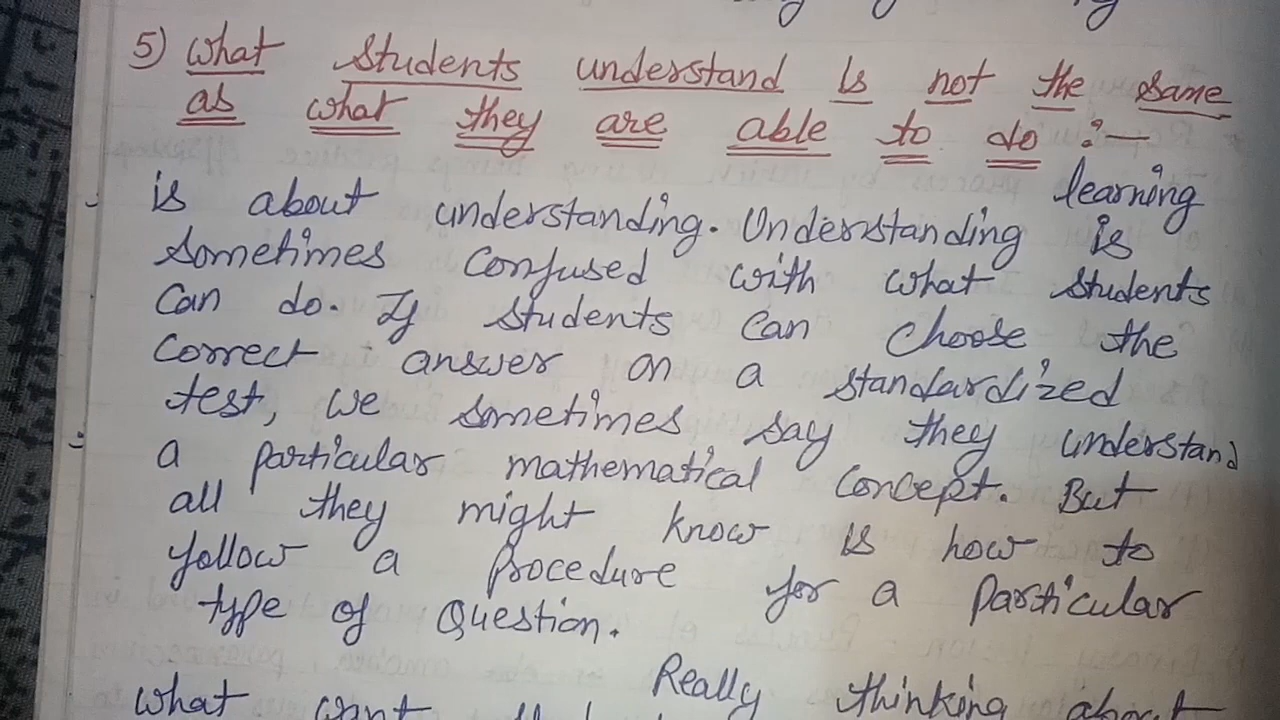 5) What students understand is not the same
as what they are able to do :—
learning
is about understanding. Understanding is
sometimes confused with what students
can do. If students can choose the
correct answer on a standardized
test, we sometimes say they understand
a particular mathematical concept. But
all they might know is how to
follow a procedure for a particular
type of question.
Really thinking about
what want